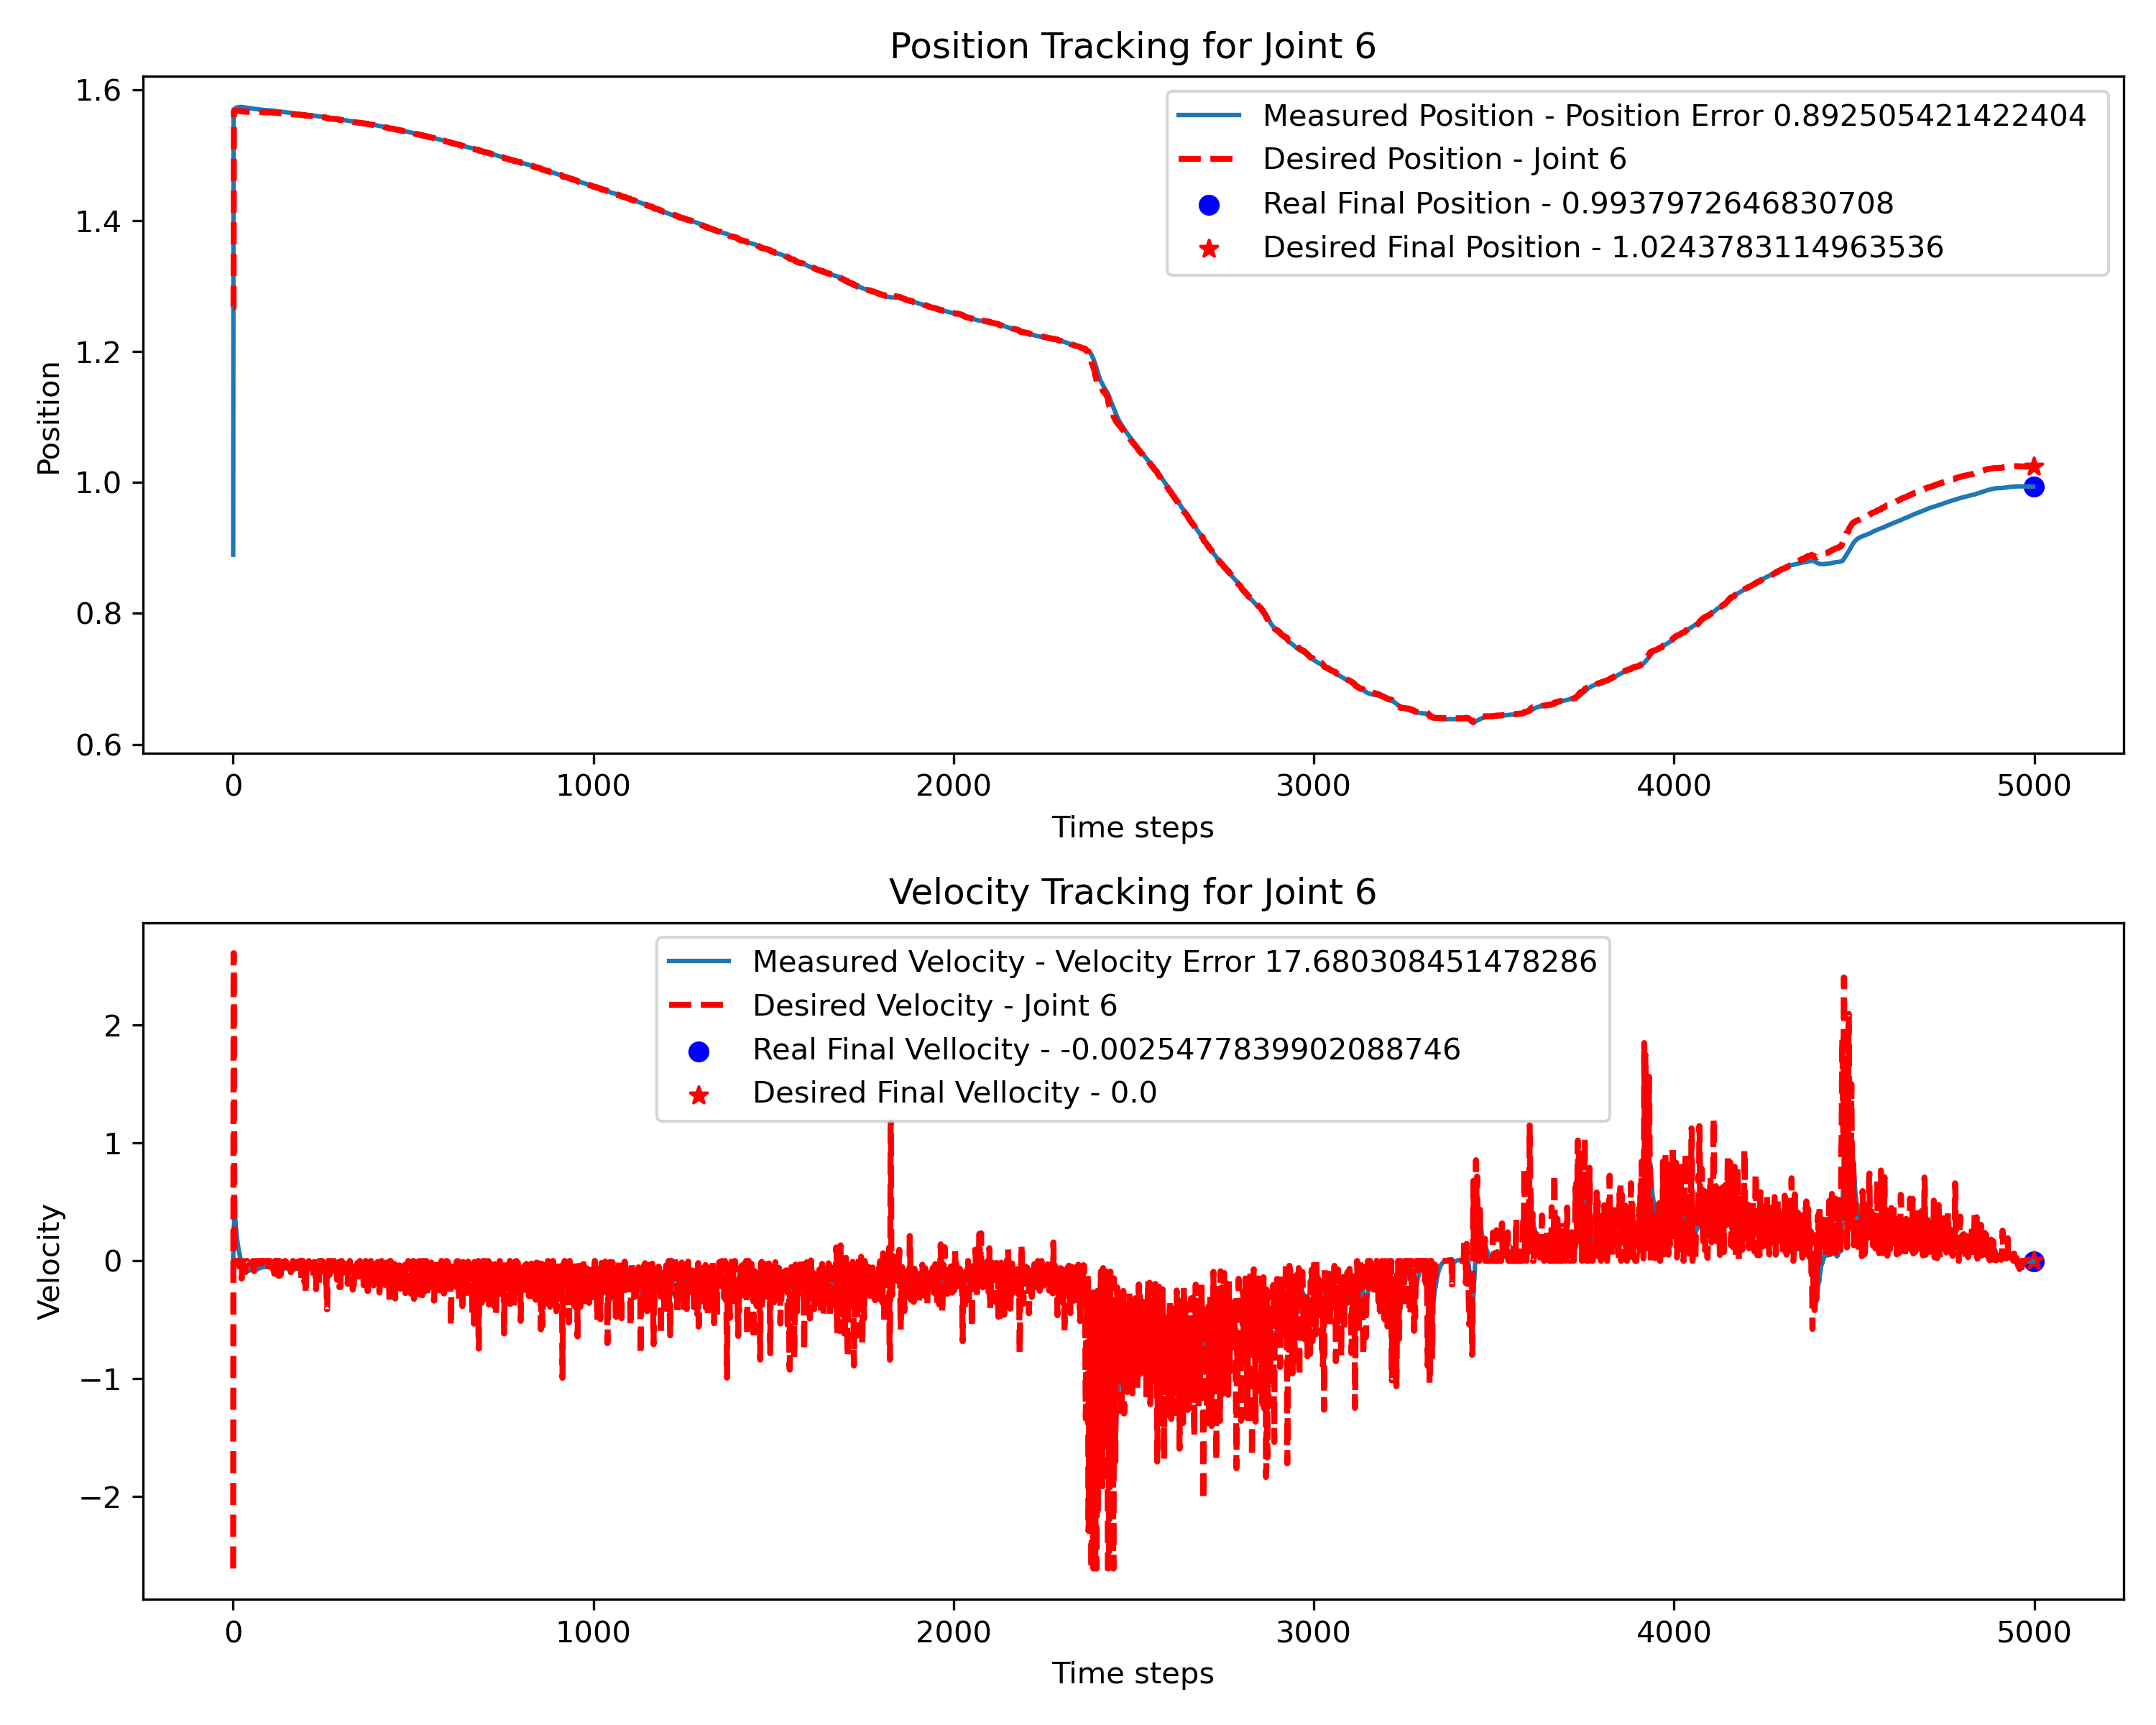 Position Tracking for Joint 6
Measured Position - Position Error 0.892505421422404
Desired Position - Joint 6
Real Final Position - 0.9937972646830708
Desired Final Position - 1.0243783114963536
1.6
1.4
1.2
1.0
0.8
0.6
Position
0 1000 2000 3000 4000 5000
Time steps
Velocity Tracking for Joint 6
Measured Velocity - Velocity Error 17.680308451478286
Desired Velocity - Joint 6
Real Final Vellocity - -0.0025477839902088746
Desired Final Vellocity - 0.0
2
1
0
−1
−2
Velocity
0 1000 2000 3000 4000 5000
Time steps